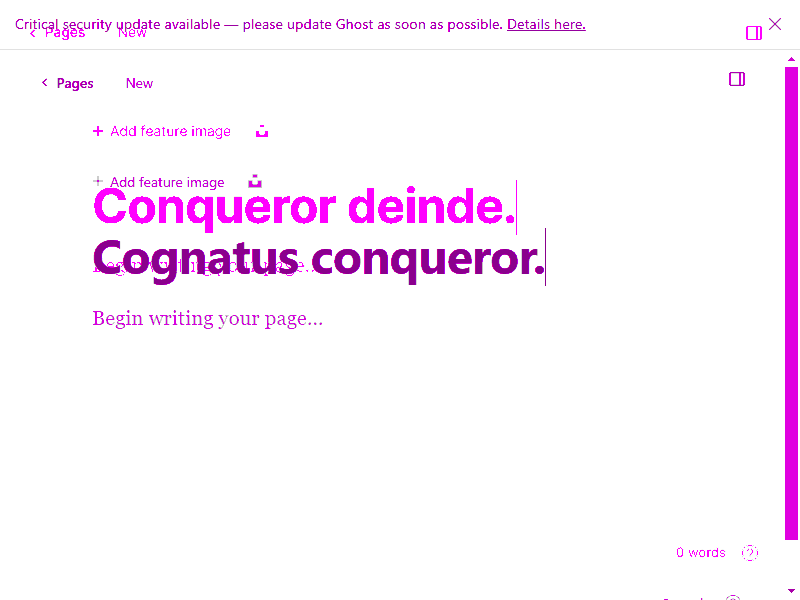 Critical security update available — please update Ghost as soon as possible. Details here.
Pages New
Pages New
+ Add feature image
+ Add feature image
Conqueror deinde.
Cognatus conqueror.
Begin writing your page...
Begin writing your page...
0 words ?